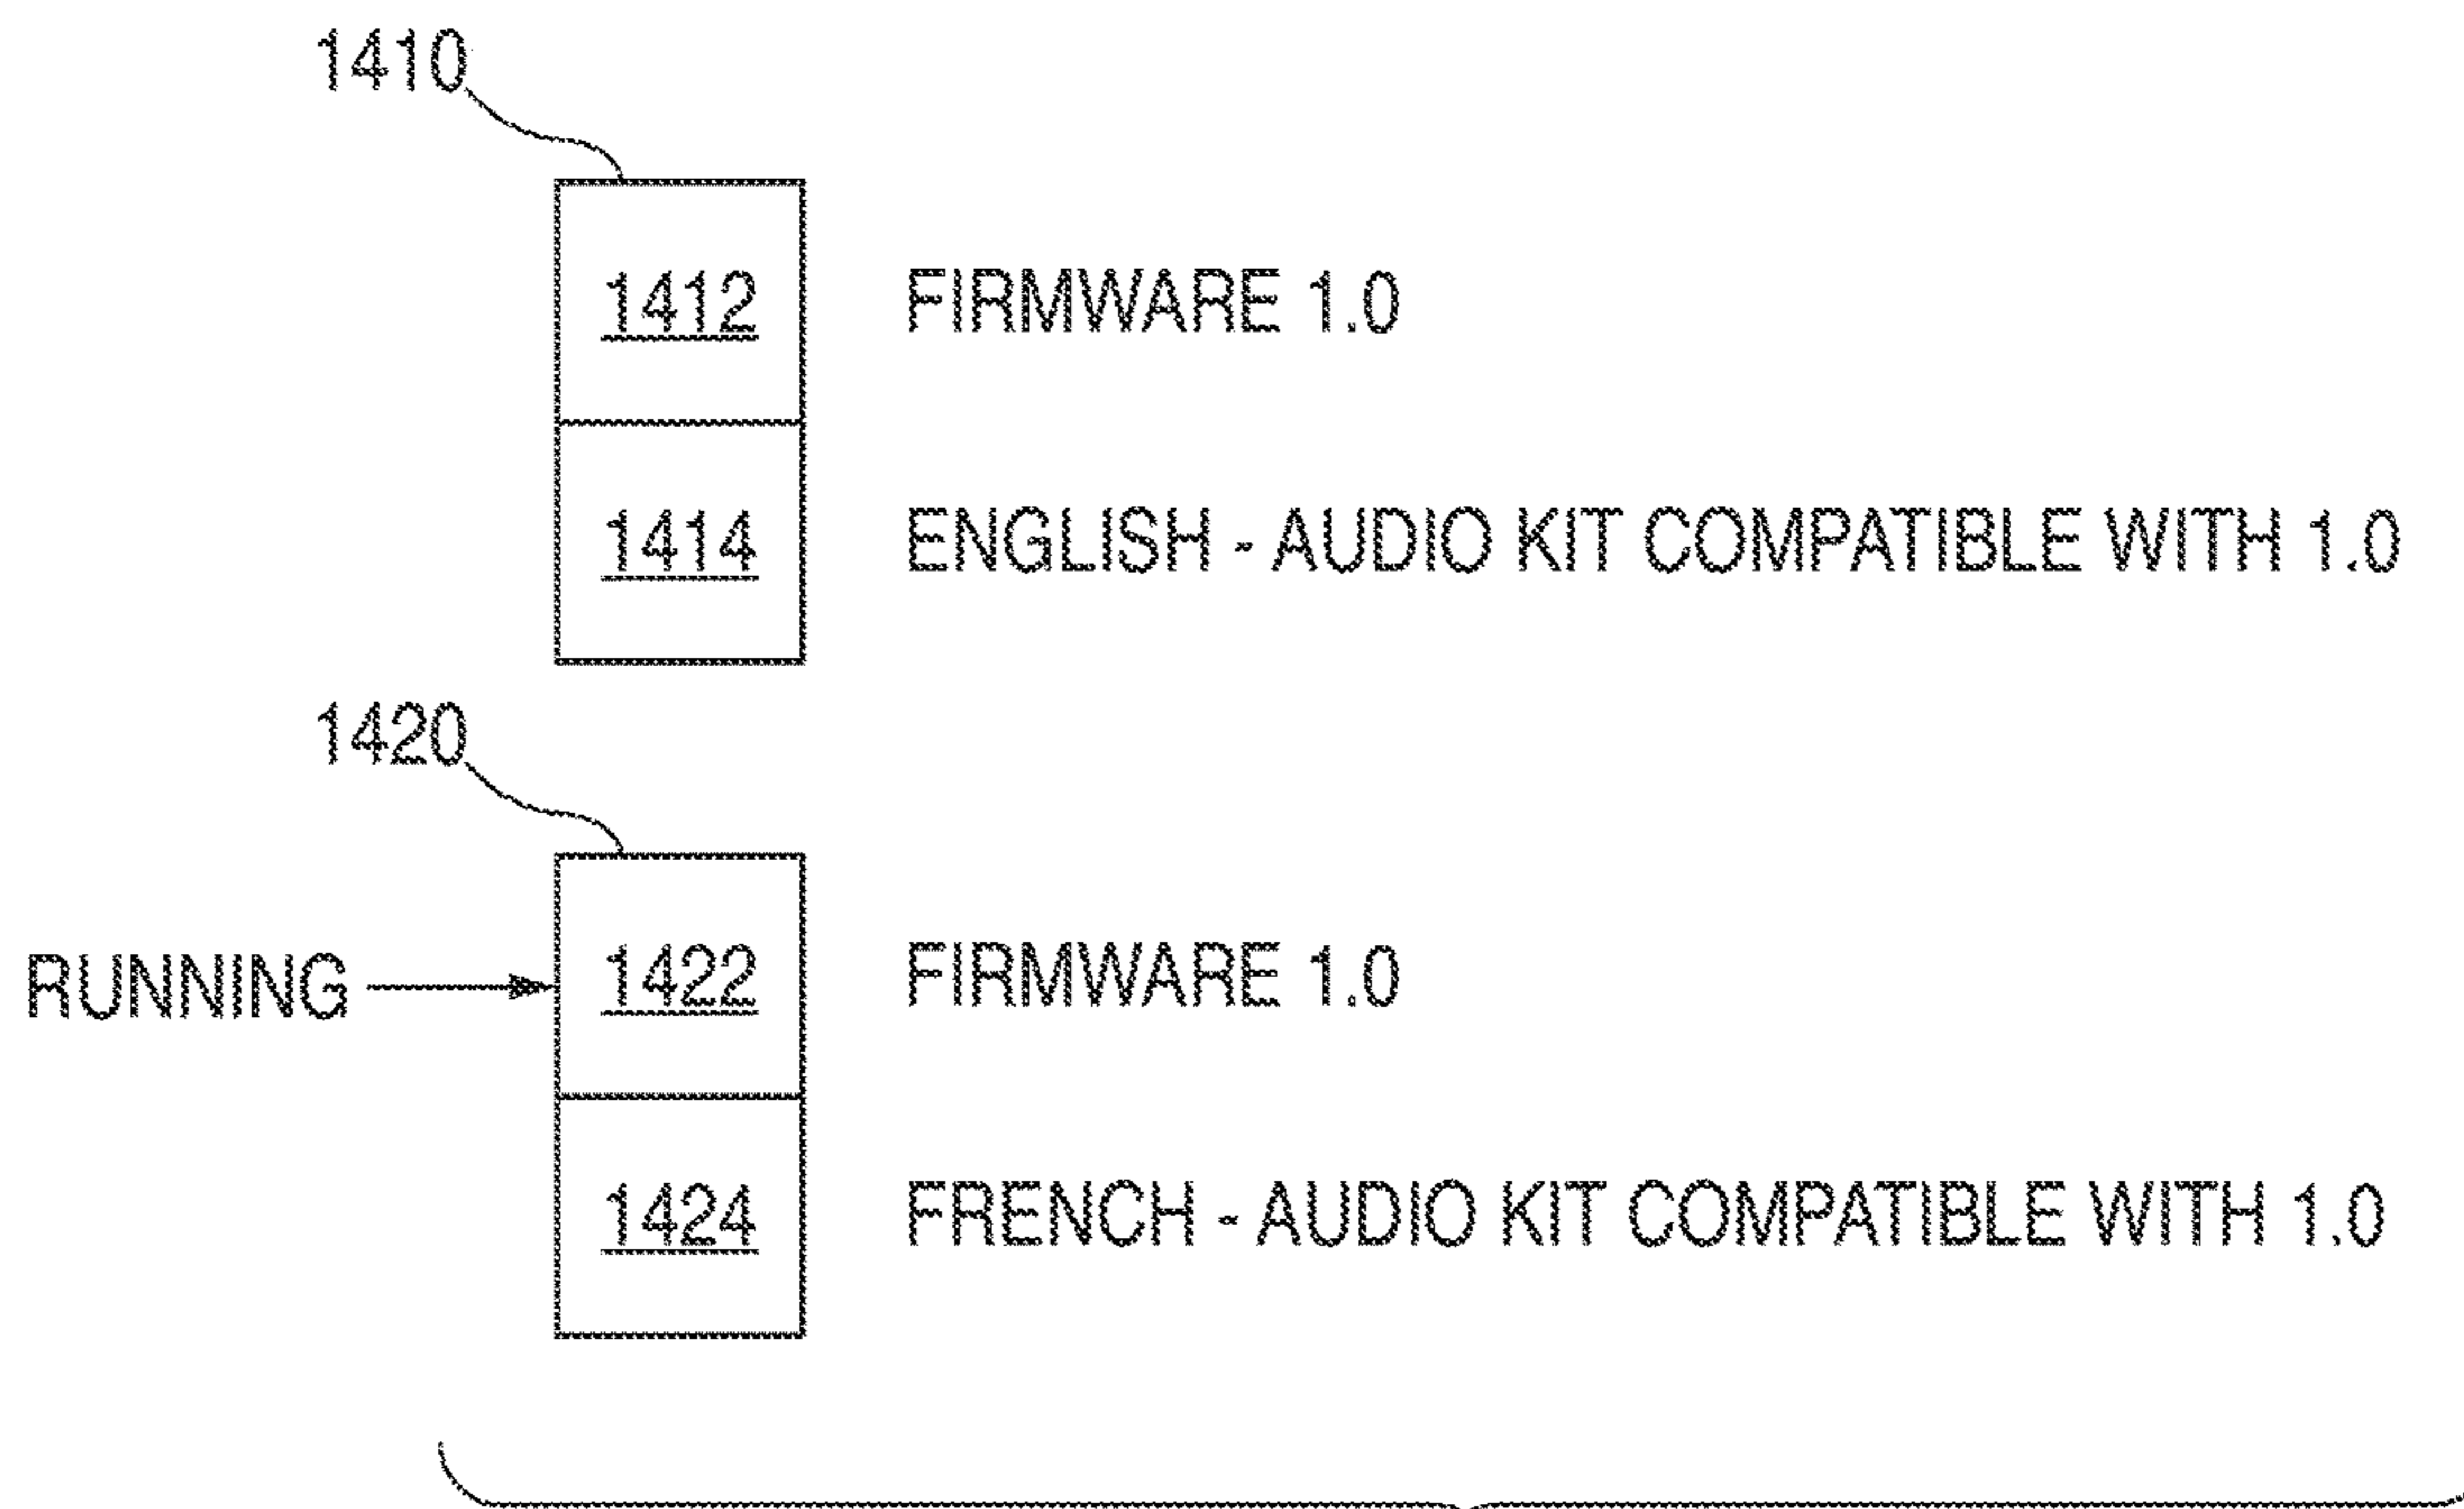 1410
1412 FIRMWARE 1.0
1414 ENGLISH - AUDIO KIT COMPATIBLE WITH 1.0
1420
RUNNING 1422 FIRMWARE 1.0
1424 FRENCH - AUDIO KIT COMPATIBLE WITH 1.0